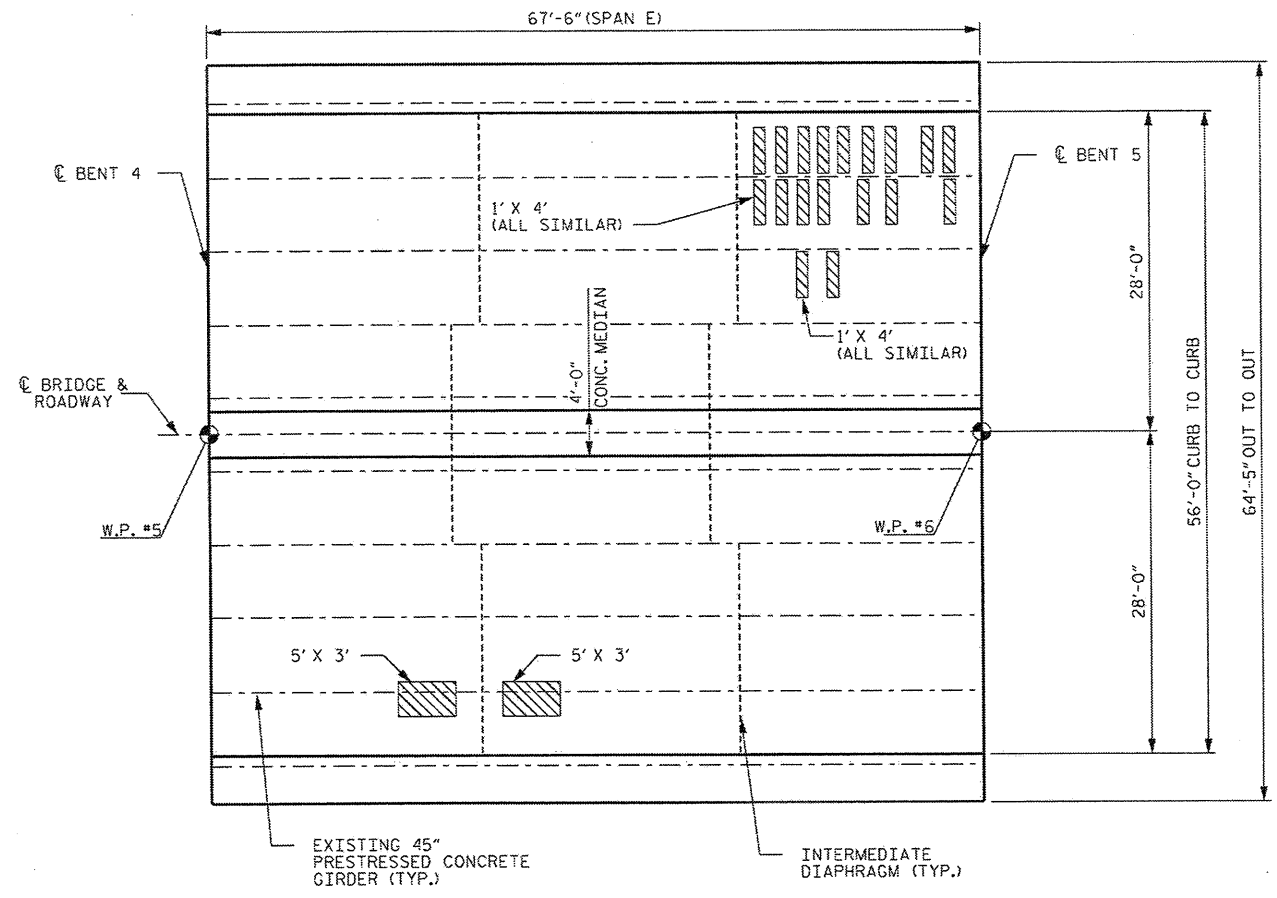 67'-6" (SPAN E)
℄ BENT 4
℄ BENT 5
1' X 4'
(ALL SIMILAR)
28'-0"
4'-0"
CONC. MEDIAN
1' X 4'
(ALL SIMILAR)
56'-0" CURB TO CURB
64'-5" OUT TO OUT
℄ BRIDGE &
ROADWAY
W.P. #5
W.P. #6
28'-0"
5' X 3'
5' X 3'
EXISTING 45"
PRESTRESSED CONCRETE
GIRDER (TYP.)
INTERMEDIATE
DIAPHRAGM (TYP.)